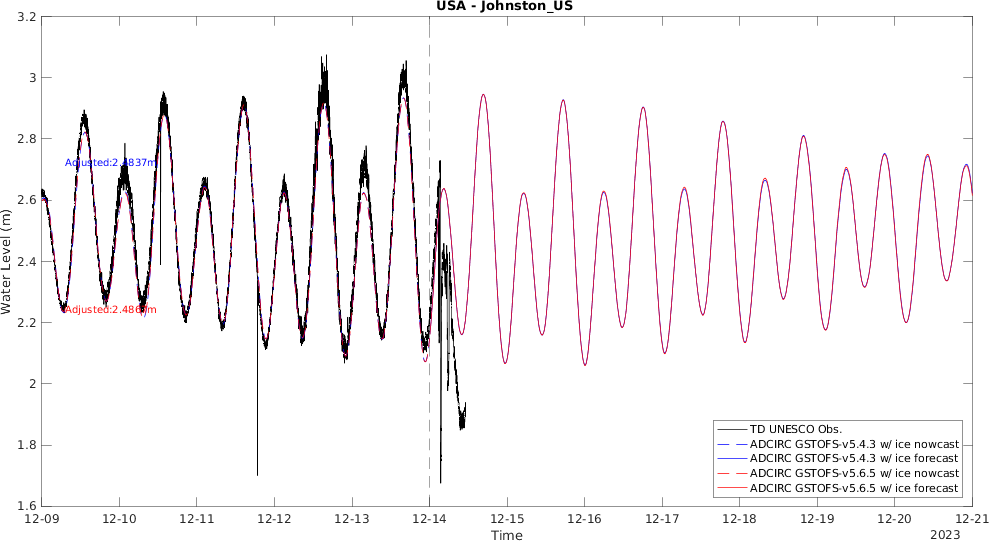 USA - Johnston_US
3.2
3
2.8
2.6
2.4
2.2
2
1.8
1.6
Water Level (m)
Adjusted:2.4837m
TD UNESCO Obs.
ADCIRC GSTOFS-v5.4.3 w/ ice nowcast
ADCIRC GSTOFS-v5.4.3 w/ ice forecast
ADCIRC GSTOFS-v5.6.5 w/ ice nowcast
ADCIRC GSTOFS-v5.6.5 w/ ice forecast
12-09 12-10 12-11 12-12 12-13 12-14 12-15 12-16 12-17 12-18 12-19 12-20 12-21
Time
2023